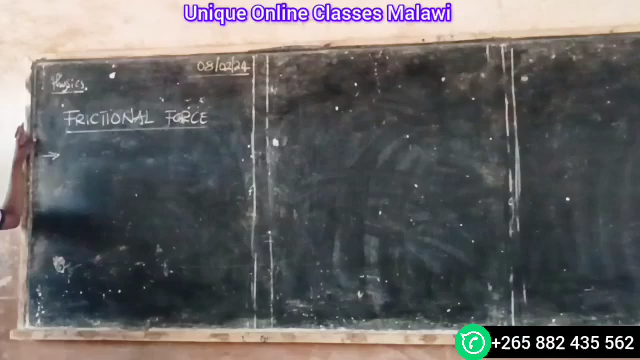 Unique Online Classes Malawi
08/02/24
Physics
FRICTIONAL FORCE
→
+265 882 435 562